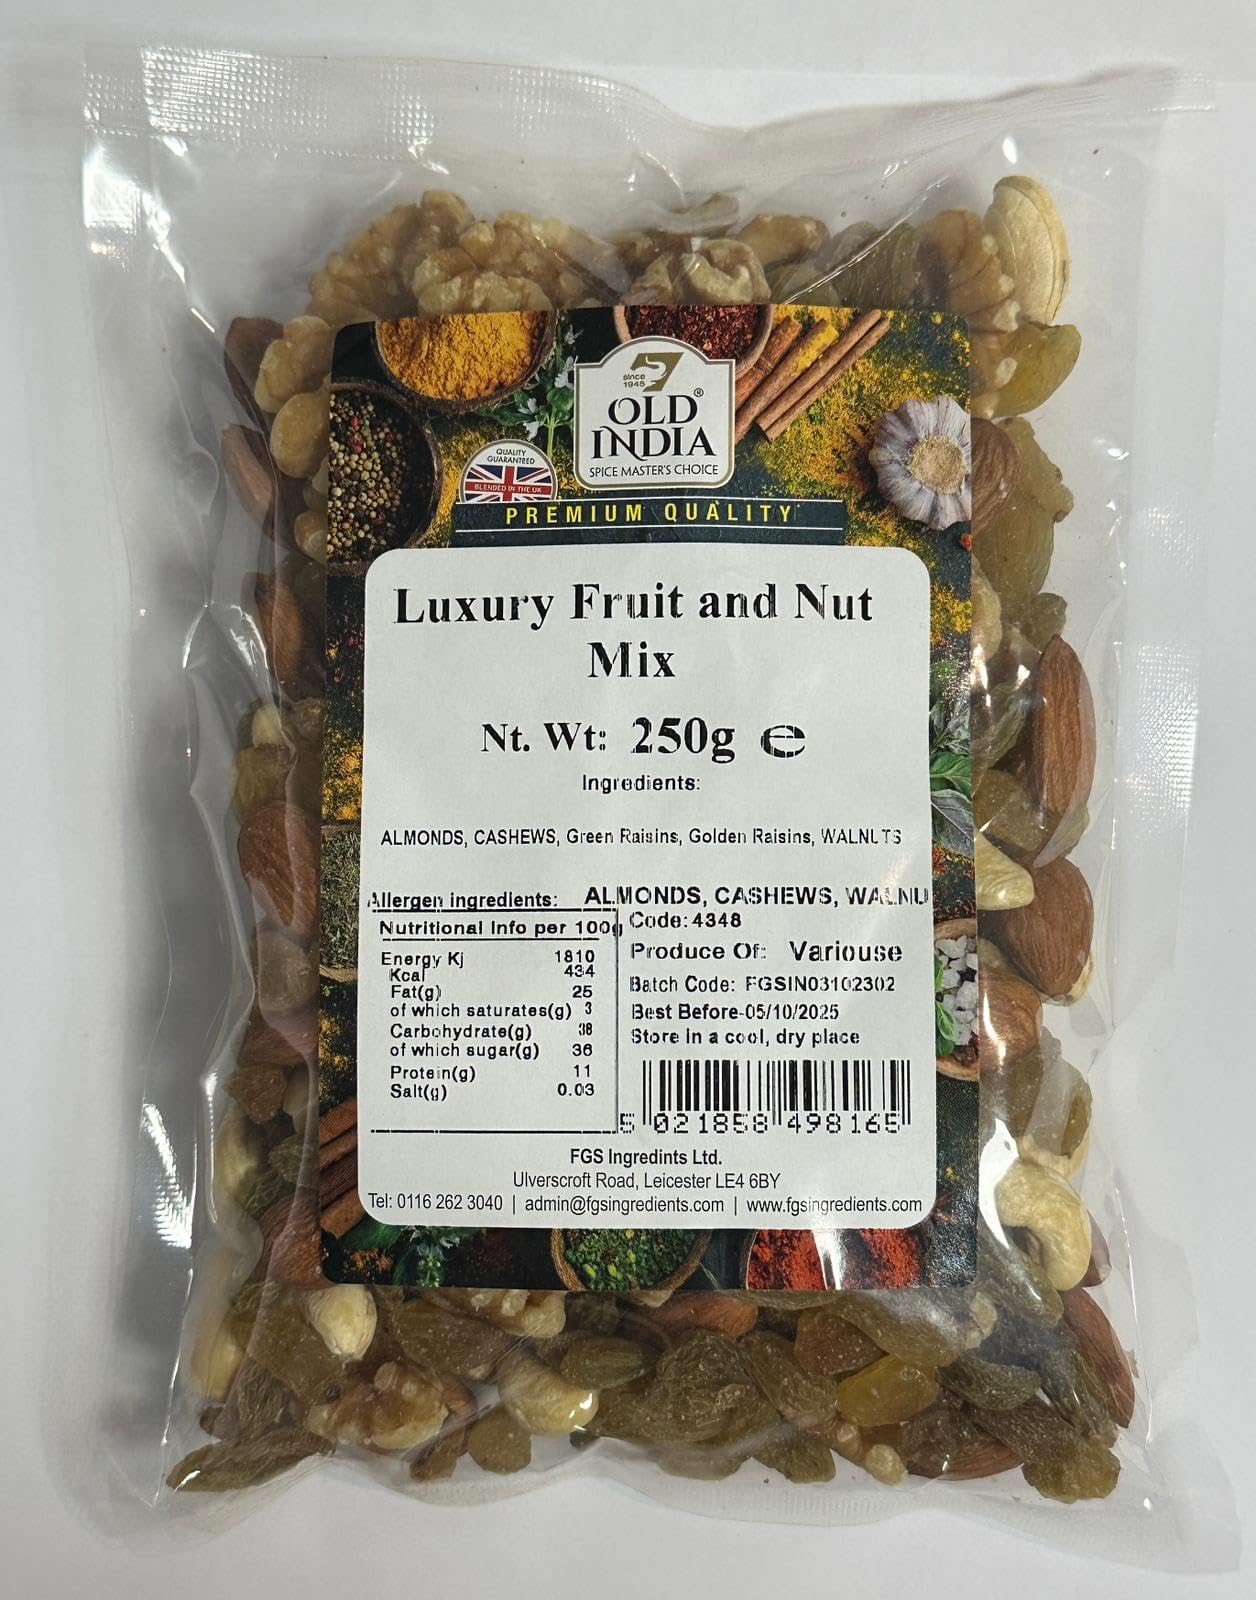 since
1945
OLD®
INDIA
SPICE MASTER'S CHOICE
QUALITY
GUARANTEED
BLENDED IN THE UK
PREMIUM QUALITY
Luxury Fruit and Nut
Mix
Nt. Wt: 250g ℮
Ingredients:
ALMONDS, CASHEWS, Green Raisins, Golden Raisins, WALNUTS
Allergen ingredients: ALMONDS, CASHEWS, WALNU
Nutritional Info per 100g
Energy Kj 1810
Kcal 434
Fat(g) 25
of which saturates(g) 3
Carbohydrate(g) 38
of which sugar(g) 36
Protein(g) 11
Salt(g) 0.03
Code: 4348
Produce Of: Variouse
Batch Code: FGSIN03102302
Best Before-05/10/2025
Store in a cool, dry place
5 021858 498165
FGS Ingredints Ltd.
Ulverscroft Road, Leicester LE4 6BY
Tel: 0116 262 3040 | admin@fgsingredients.com | www.fgsingredients.com